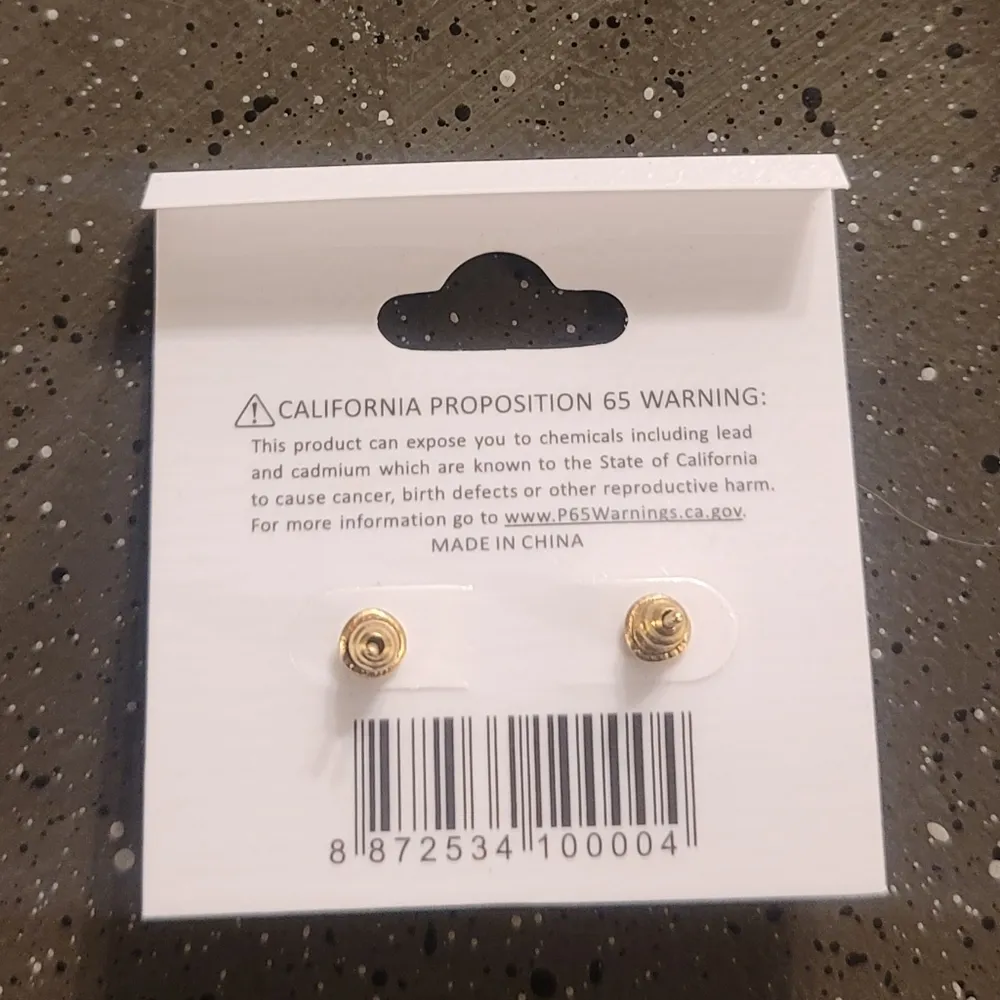 ⚠ CALIFORNIA PROPOSITION 65 WARNING:
This product can expose you to chemicals including lead
and cadmium which are known to the State of California
to cause cancer, birth defects or other reproductive harm.
For more information go to www.P65Warnings.ca.gov.
MADE IN CHINA
8 872534 100004